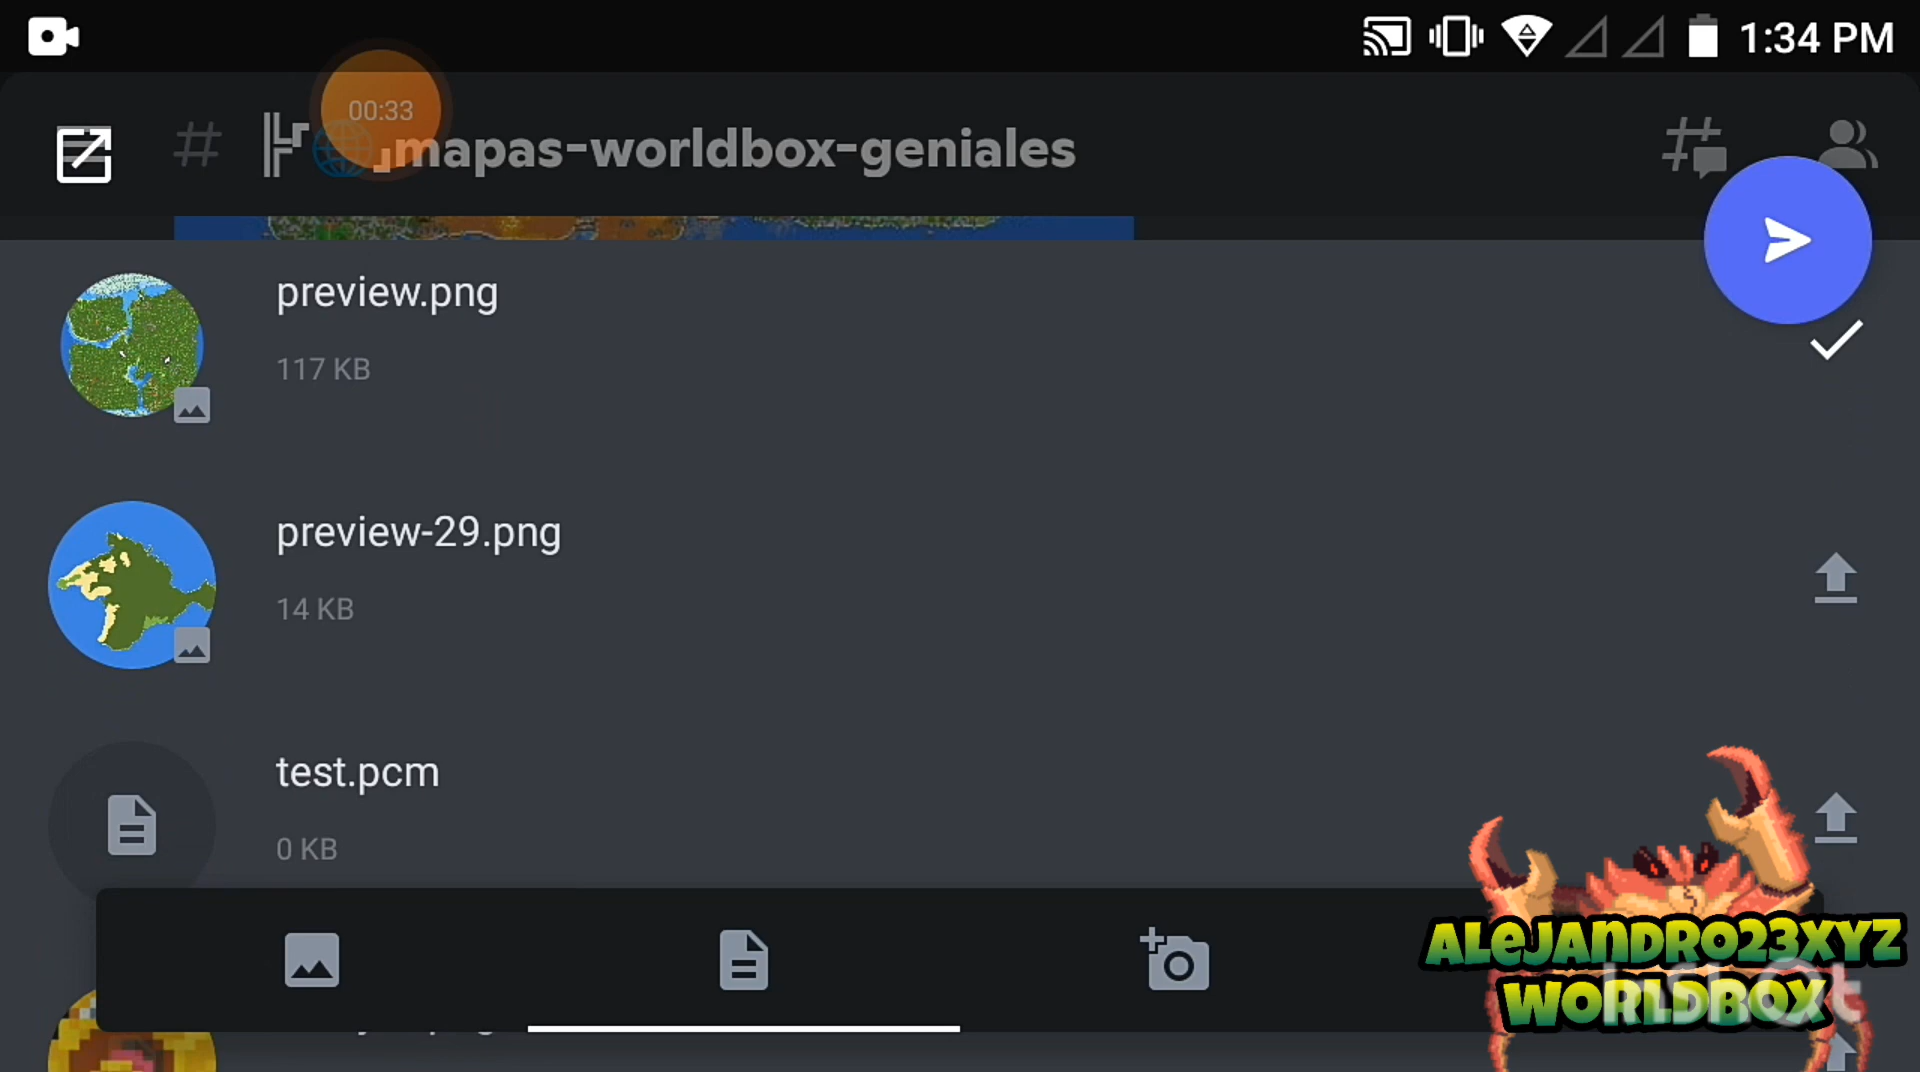 1:34 PM
00:33
mapas-worldbox-geniales
preview.png
117 KB
preview-29.png
14 KB
test.pcm
0 KB
ALEJANDRO23XYZ
WORLDBOX
InShOt